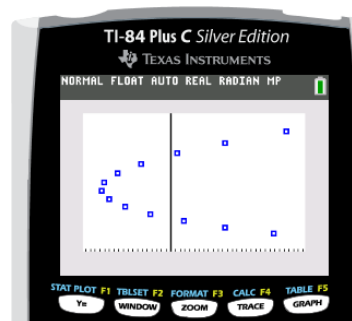 TI-84 Plus C Silver Edition
TEXAS INSTRUMENTS
NORMAL FLOAT AUTO REAL RADIAN MP
STAT PLOT F1 TBLSET F2 FORMAT F3 CALC F4 TABLE F5
Y= WINDOW ZOOM TRACE GRAPH